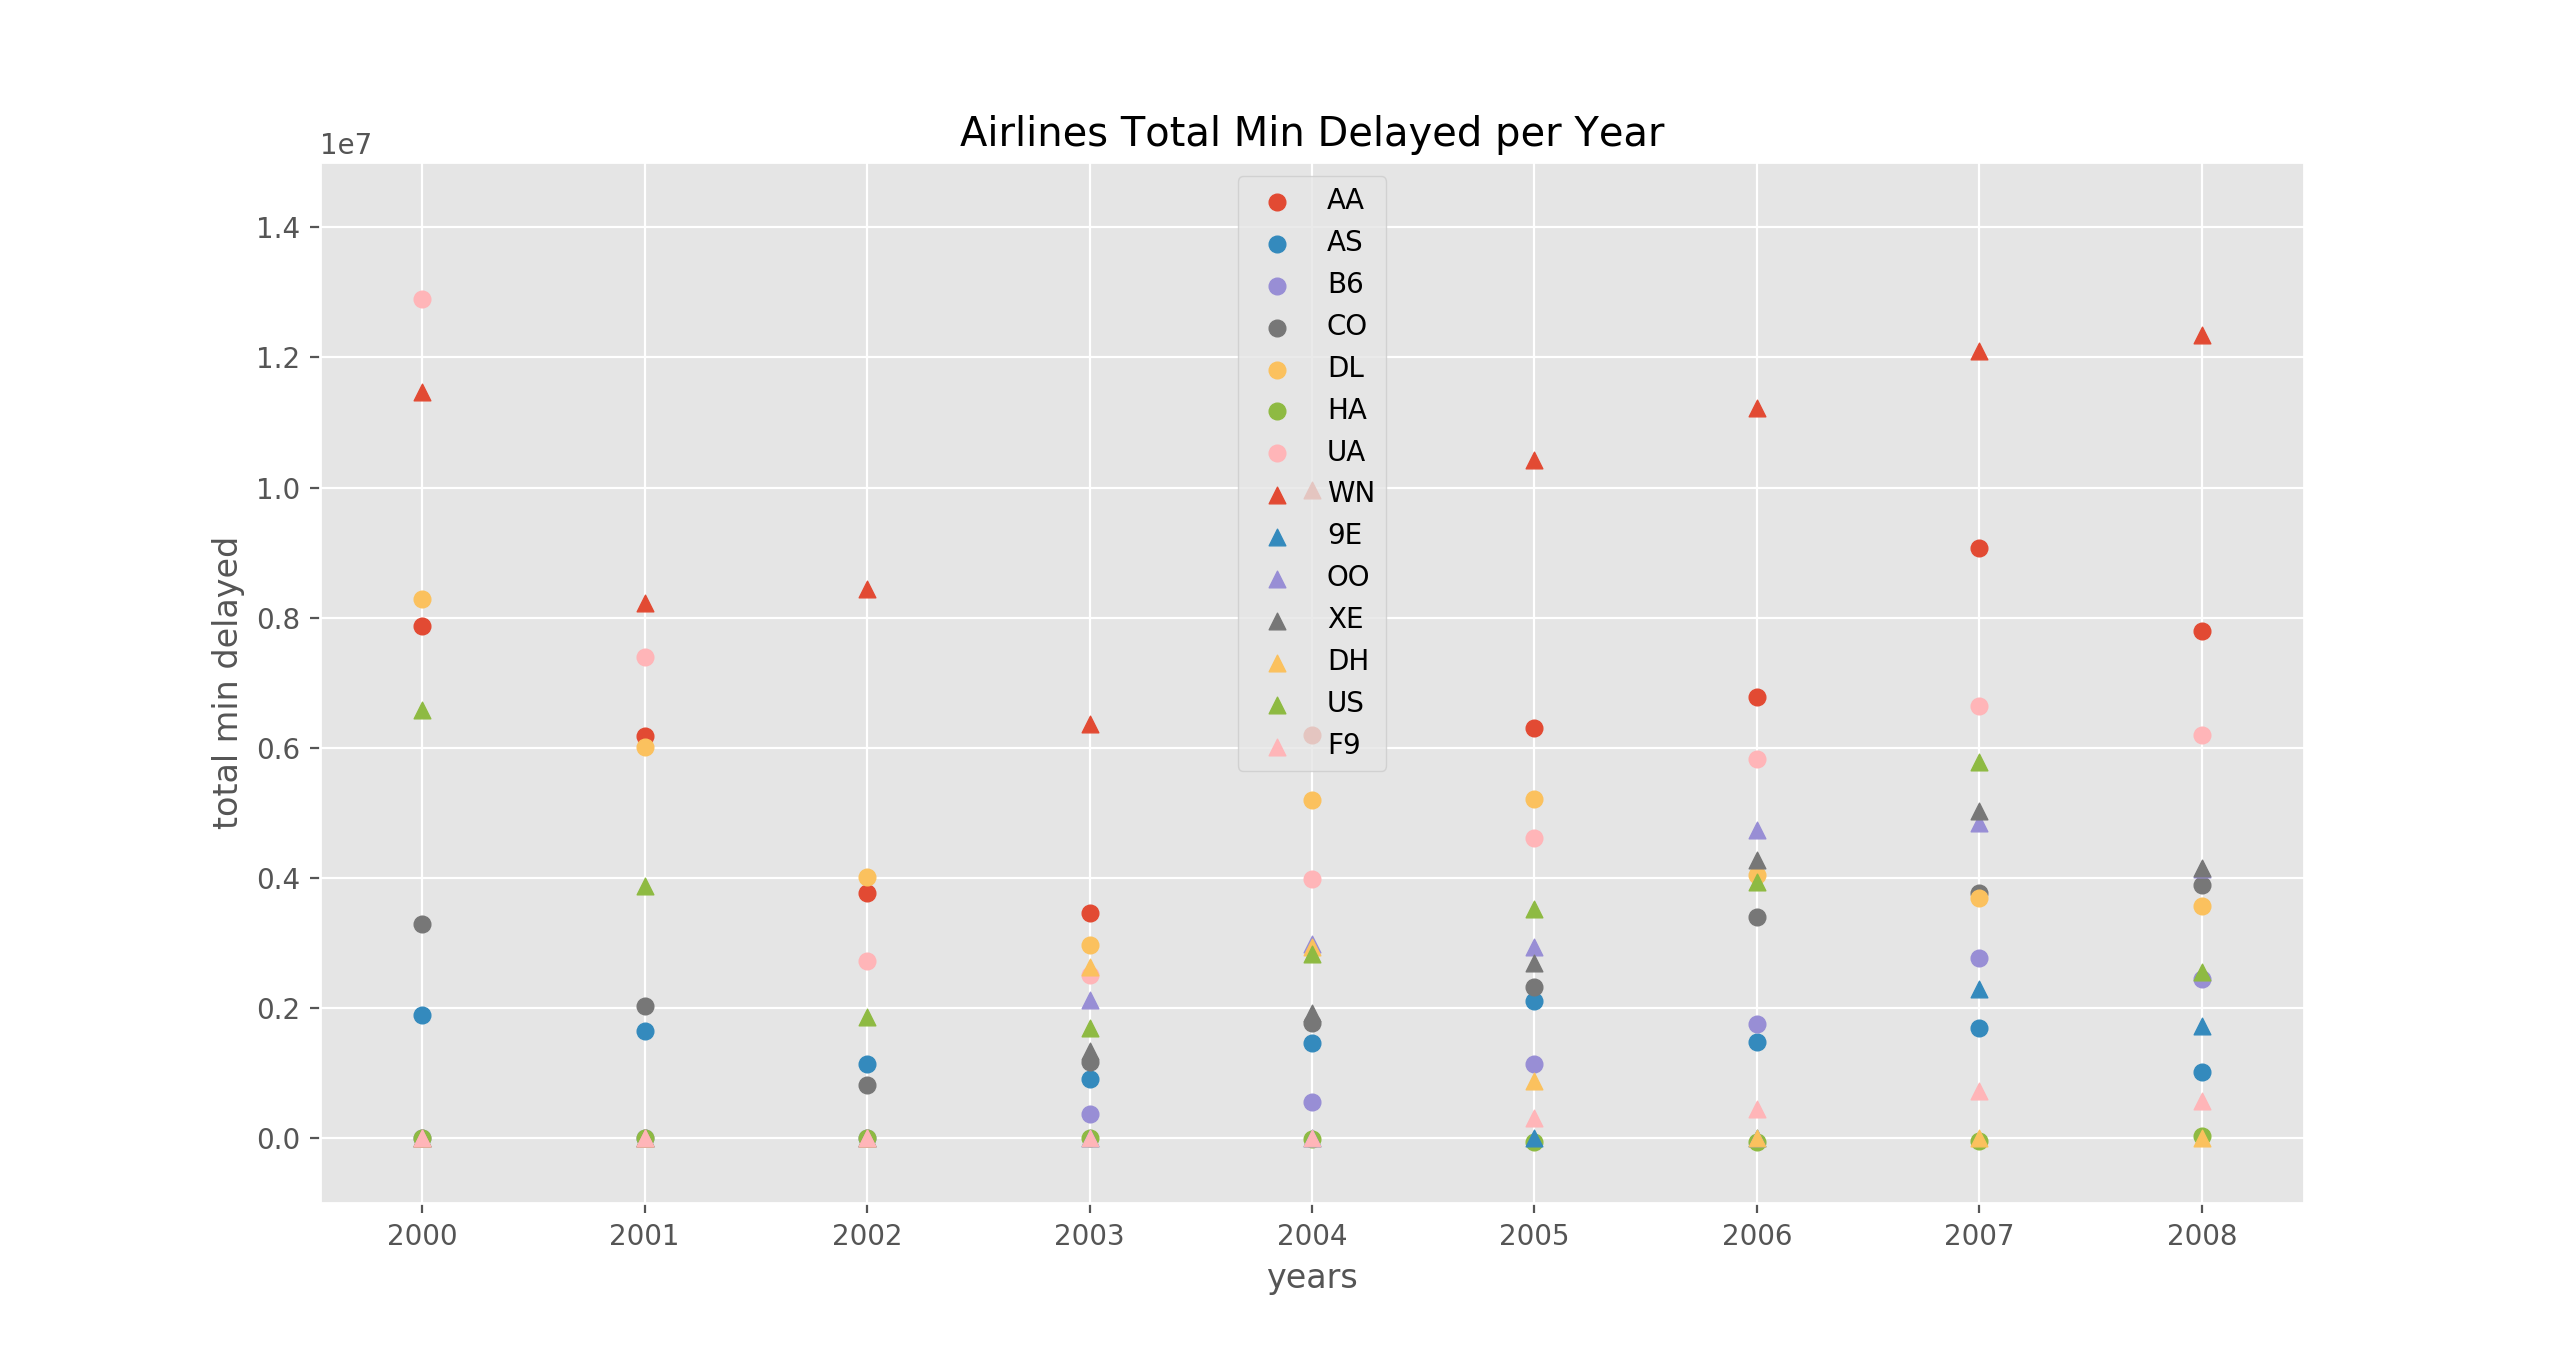 Airlines Total Min Delayed per Year
1e7
1.4
1.2
1.0
0.8
0.6
0.4
0.2
0.0
total min delayed
AA
AS
B6
CO
DL
HA
UA
WN
9E
OO
XE
DH
US
F9
2000 2001 2002 2003 2004 2005 2006 2007 2008
years